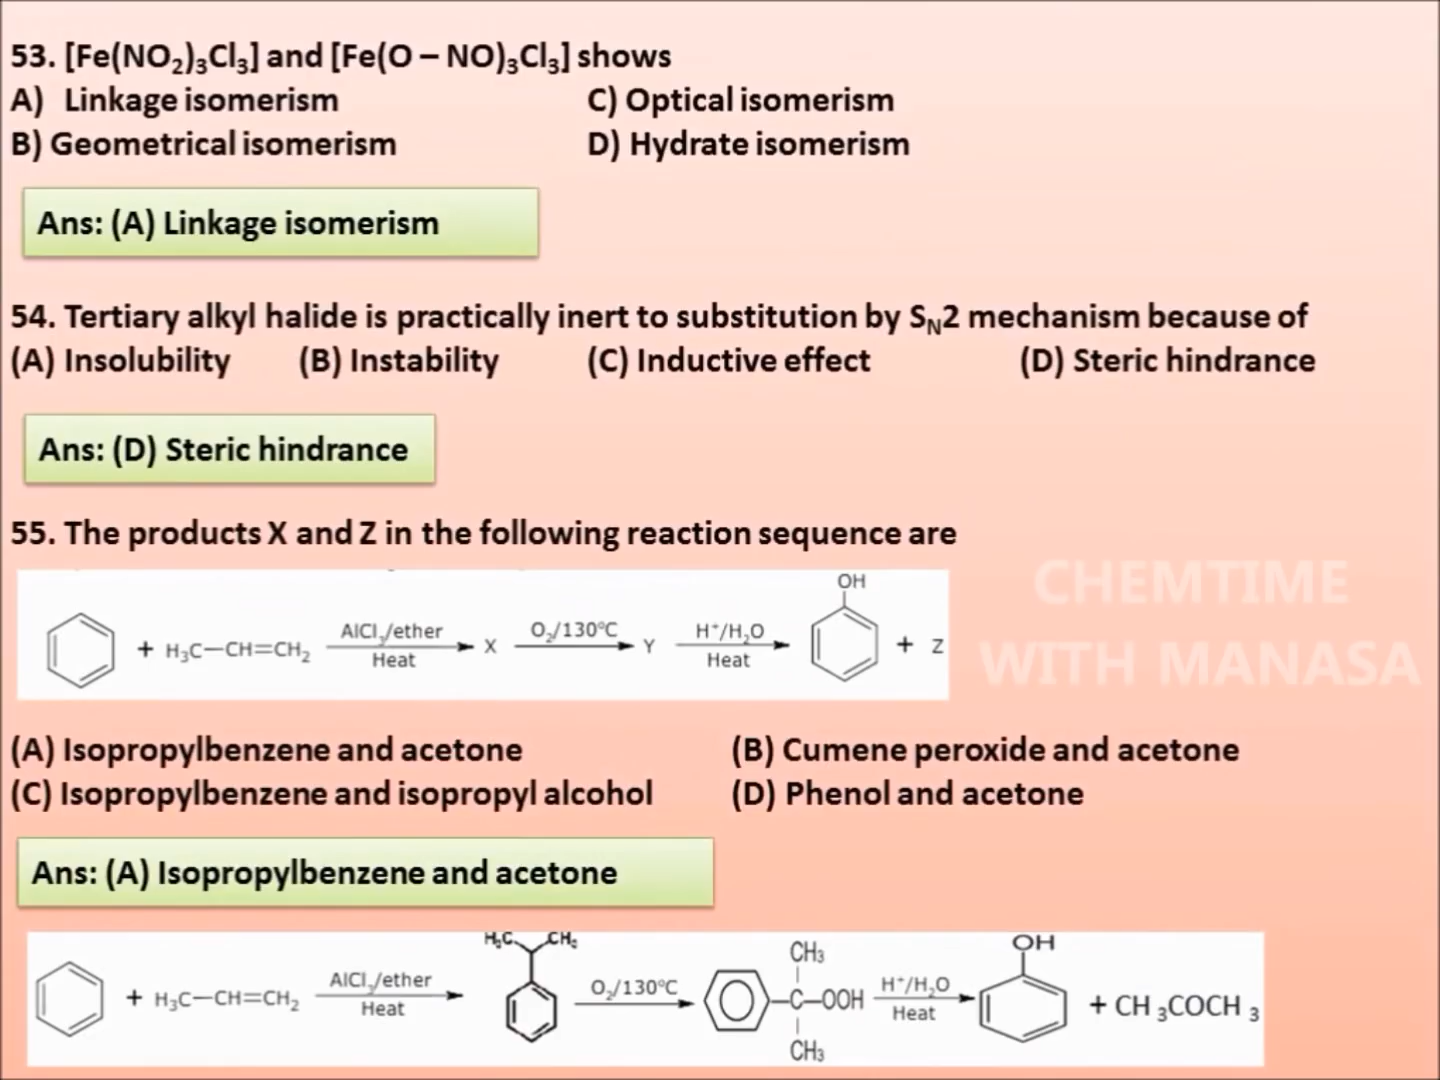 53. [Fe(NO₂)₃Cl₃] and [Fe(O – NO)₃Cl₃] shows
A) Linkage isomerism C) Optical isomerism
B) Geometrical isomerism D) Hydrate isomerism
Ans: (A) Linkage isomerism
54. Tertiary alkyl halide is practically inert to substitution by S_N2 mechanism because of
(A) Insolubility (B) Instability (C) Inductive effect (D) Steric hindrance
Ans: (D) Steric hindrance
55. The products X and Z in the following reaction sequence are
OH
+ H₃C—CH=CH₂ AlCl₃/ether Heat X O₂/130°C Y H⁺/H₂O Heat + Z
CHEMTIME
WITH MANASA
(A) Isopropylbenzene and acetone (B) Cumene peroxide and acetone
(C) Isopropylbenzene and isopropyl alcohol (D) Phenol and acetone
Ans: (A) Isopropylbenzene and acetone
H₃C CH₃ CH₃ OH
+ H₃C—CH=CH₂ AlCl₃/ether Heat O₂/130°C —C—OOH H⁺/H₂O Heat + CH ₃COCH ₃
CH₃